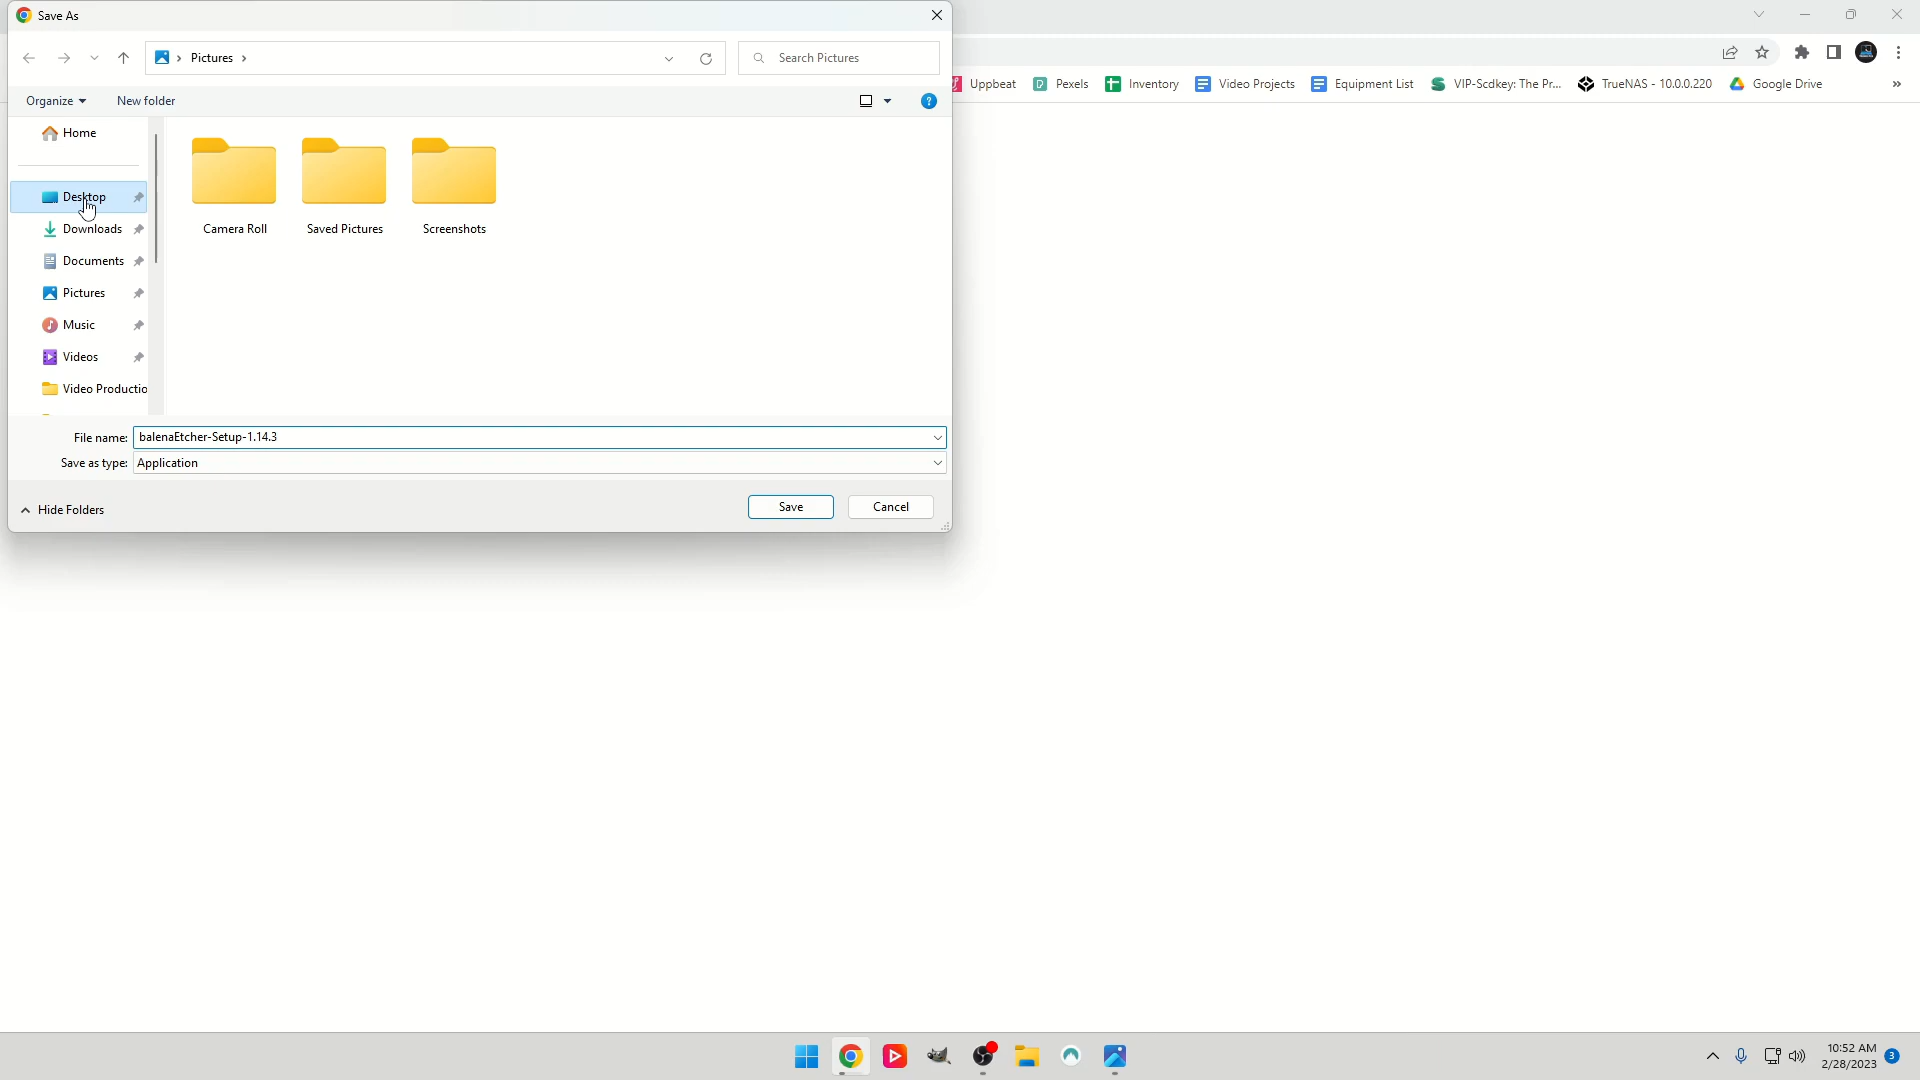 Save As
Pictures
Search Pictures
Organize
New folder
?
Uppbeat
Pexels
Inventory
Video Projects
Equipment List
VIP-Scdkey: The Pr...
TrueNAS - 10.0.0.220
Google Drive
»
Home
Desktop
Downloads
Documents
Pictures
Music
Videos
Video Productio
Camera Roll
Saved Pictures
Screenshots
File name: balenaEtcher-Setup-1.14.3
Save as type: Application
Hide Folders
Save
Cancel
10:52 AM
2/28/2023
3